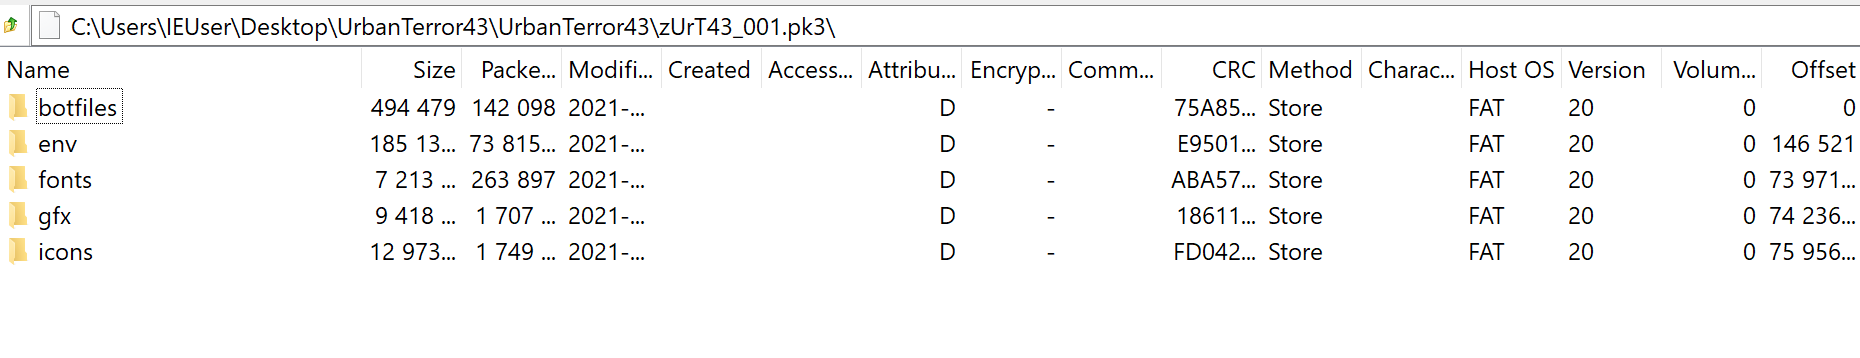 C:\Users\IEUser\Desktop\UrbanTerror43\UrbanTerror43\zUrT43_001.pk3\
Name Size Packe... Modifi... Created Access... Attribu... Encryp... Comm... CRC Method Charac... Host OS Version Volum... Offset
botfiles 494 479 142 098 2021-... D - 75A85... Store FAT 20 0 0
env 185 13... 73 815... 2021-... D - E9501... Store FAT 20 0 146 521
fonts 7 213 ... 263 897 2021-... D - ABA57... Store FAT 20 0 73 971...
gfx 9 418 ... 1 707 ... 2021-... D - 18611... Store FAT 20 0 74 236...
icons 12 973... 1 749 ... 2021-... D - FD042... Store FAT 20 0 75 956...